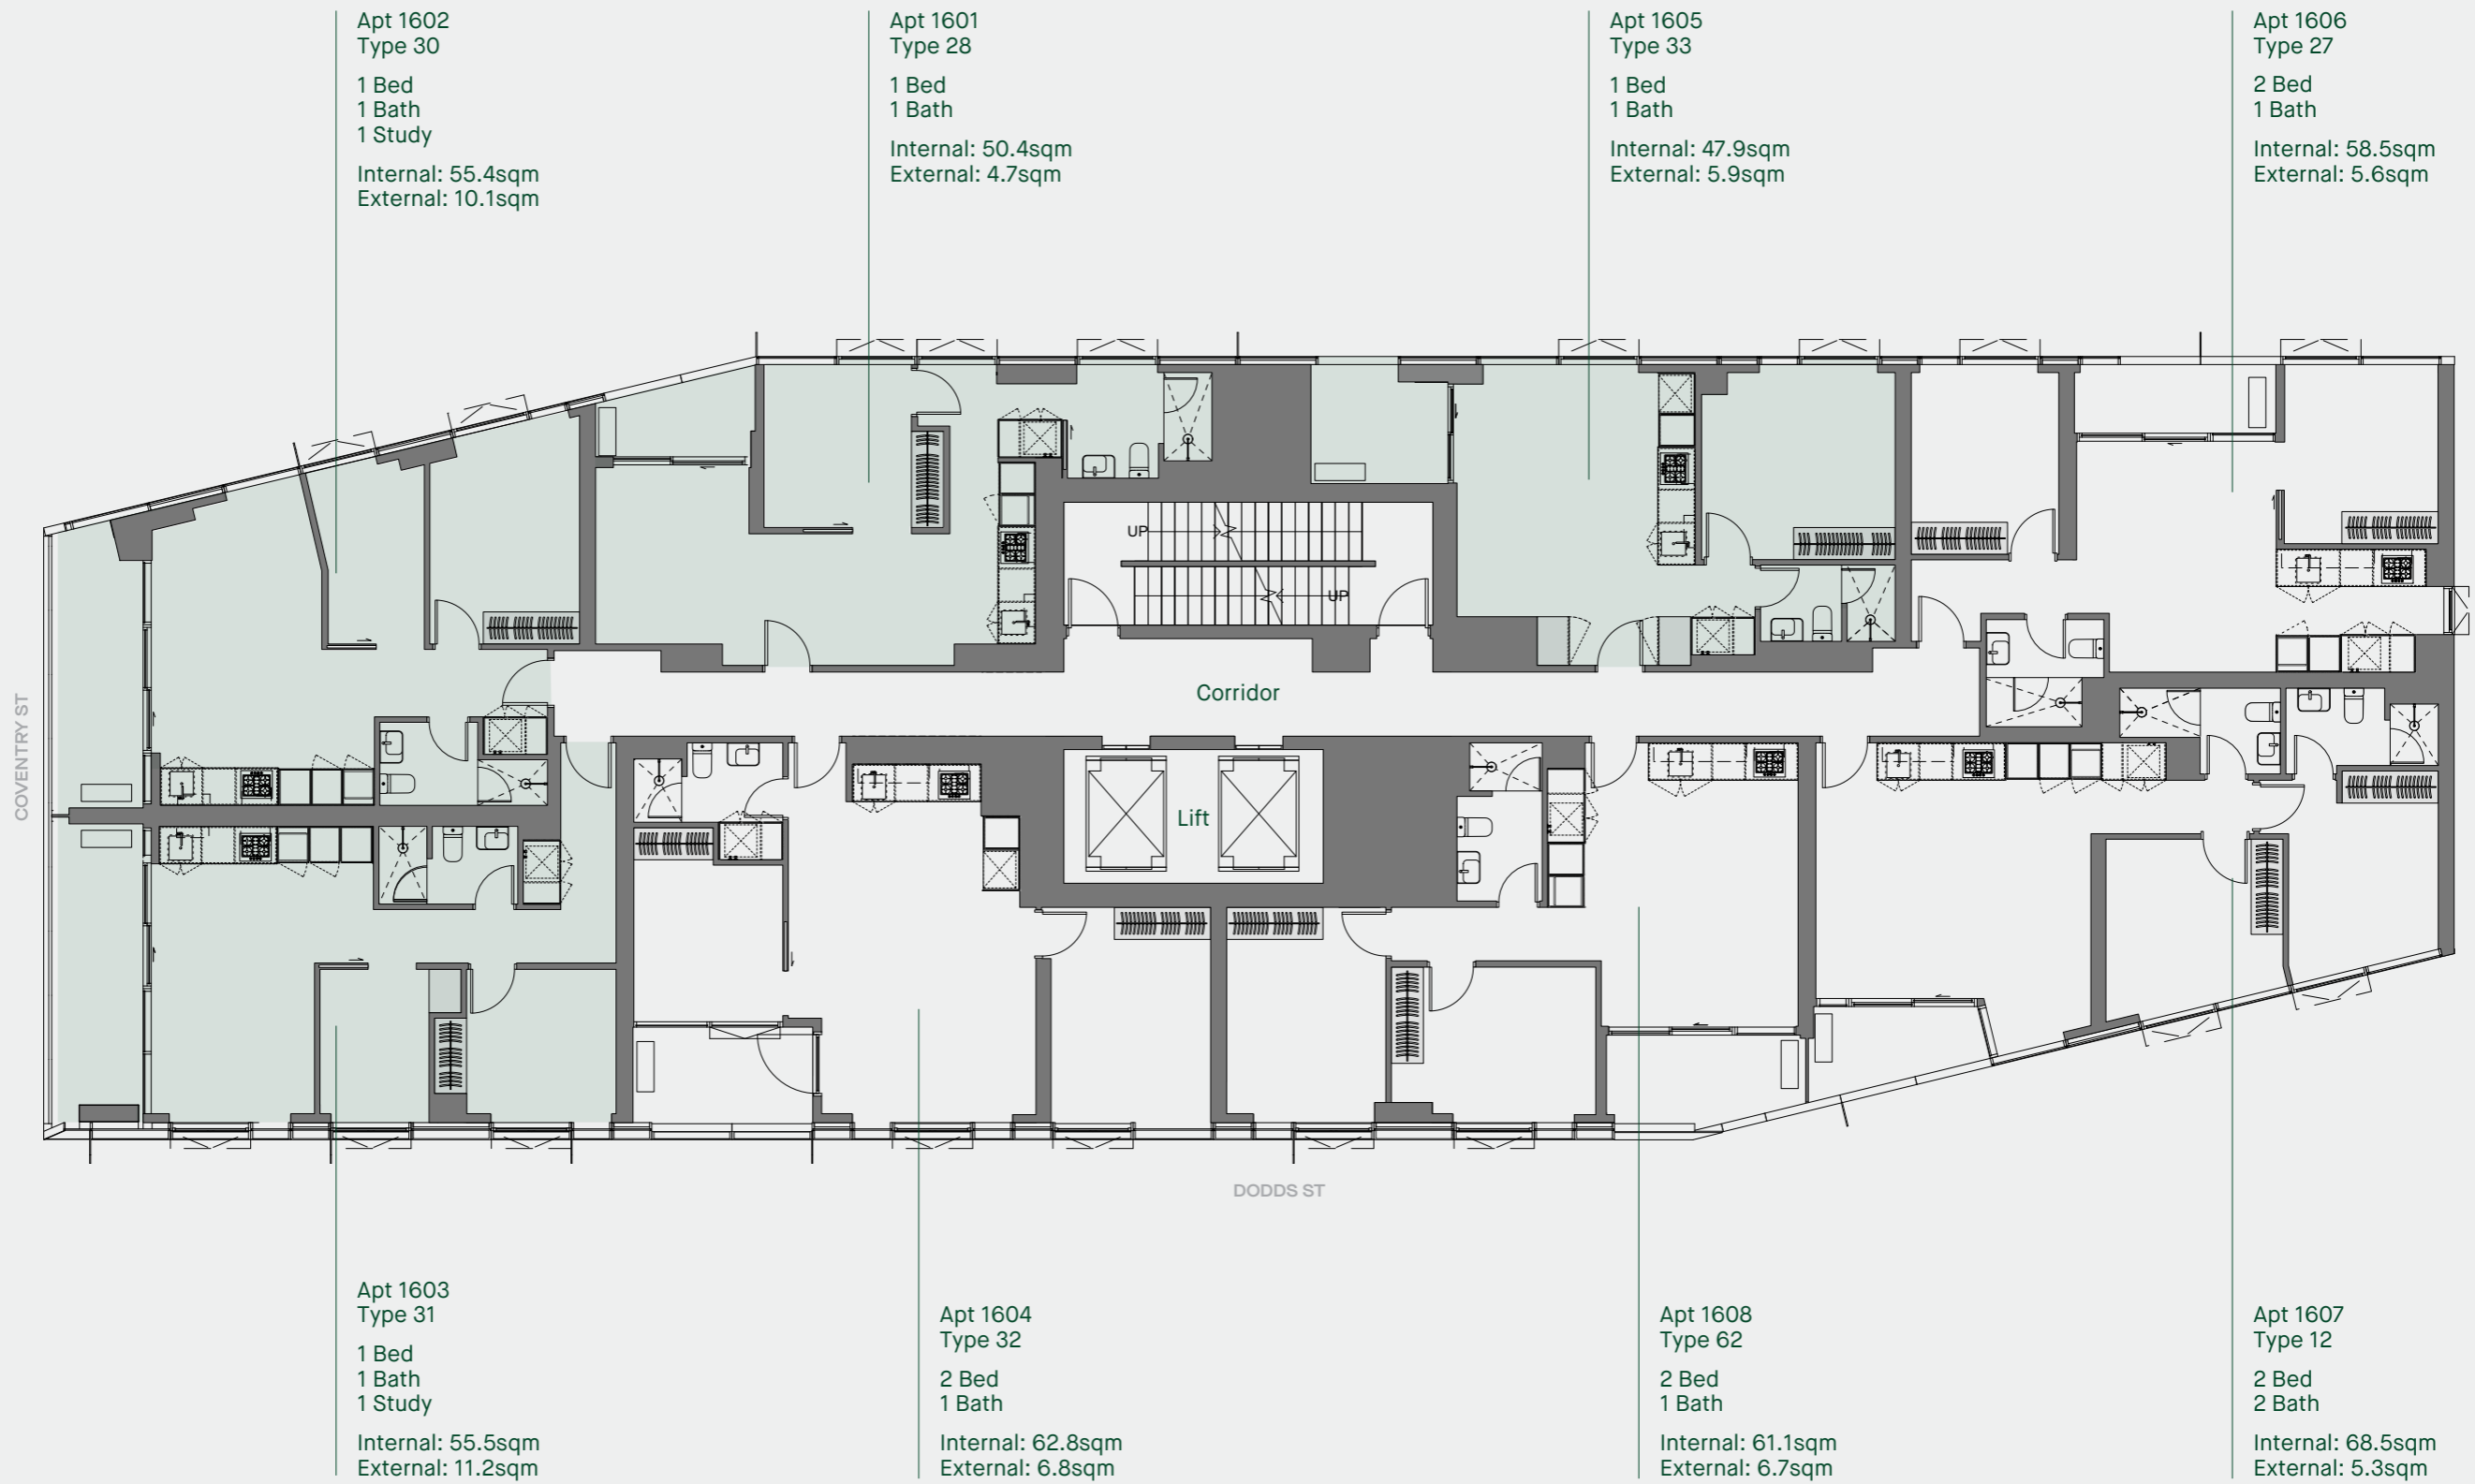 Apt 1602
Type 30
1 Bed
1 Bath
1 Study
Internal: 55.4sqm
External: 10.1sqm
Apt 1601
Type 28
1 Bed
1 Bath
Internal: 50.4sqm
External: 4.7sqm
Apt 1605
Type 33
1 Bed
1 Bath
Internal: 47.9sqm
External: 5.9sqm
Apt 1606
Type 27
2 Bed
1 Bath
Internal: 58.5sqm
External: 5.6sqm
UP
UP
Corridor
COVENTRY ST
Lift
DODDS ST
Apt 1603
Type 31
1 Bed
1 Bath
1 Study
Internal: 55.5sqm
External: 11.2sqm
Apt 1604
Type 32
2 Bed
1 Bath
Internal: 62.8sqm
External: 6.8sqm
Apt 1608
Type 62
2 Bed
1 Bath
Internal: 61.1sqm
External: 6.7sqm
Apt 1607
Type 12
2 Bed
2 Bath
Internal: 68.5sqm
External: 5.3sqm